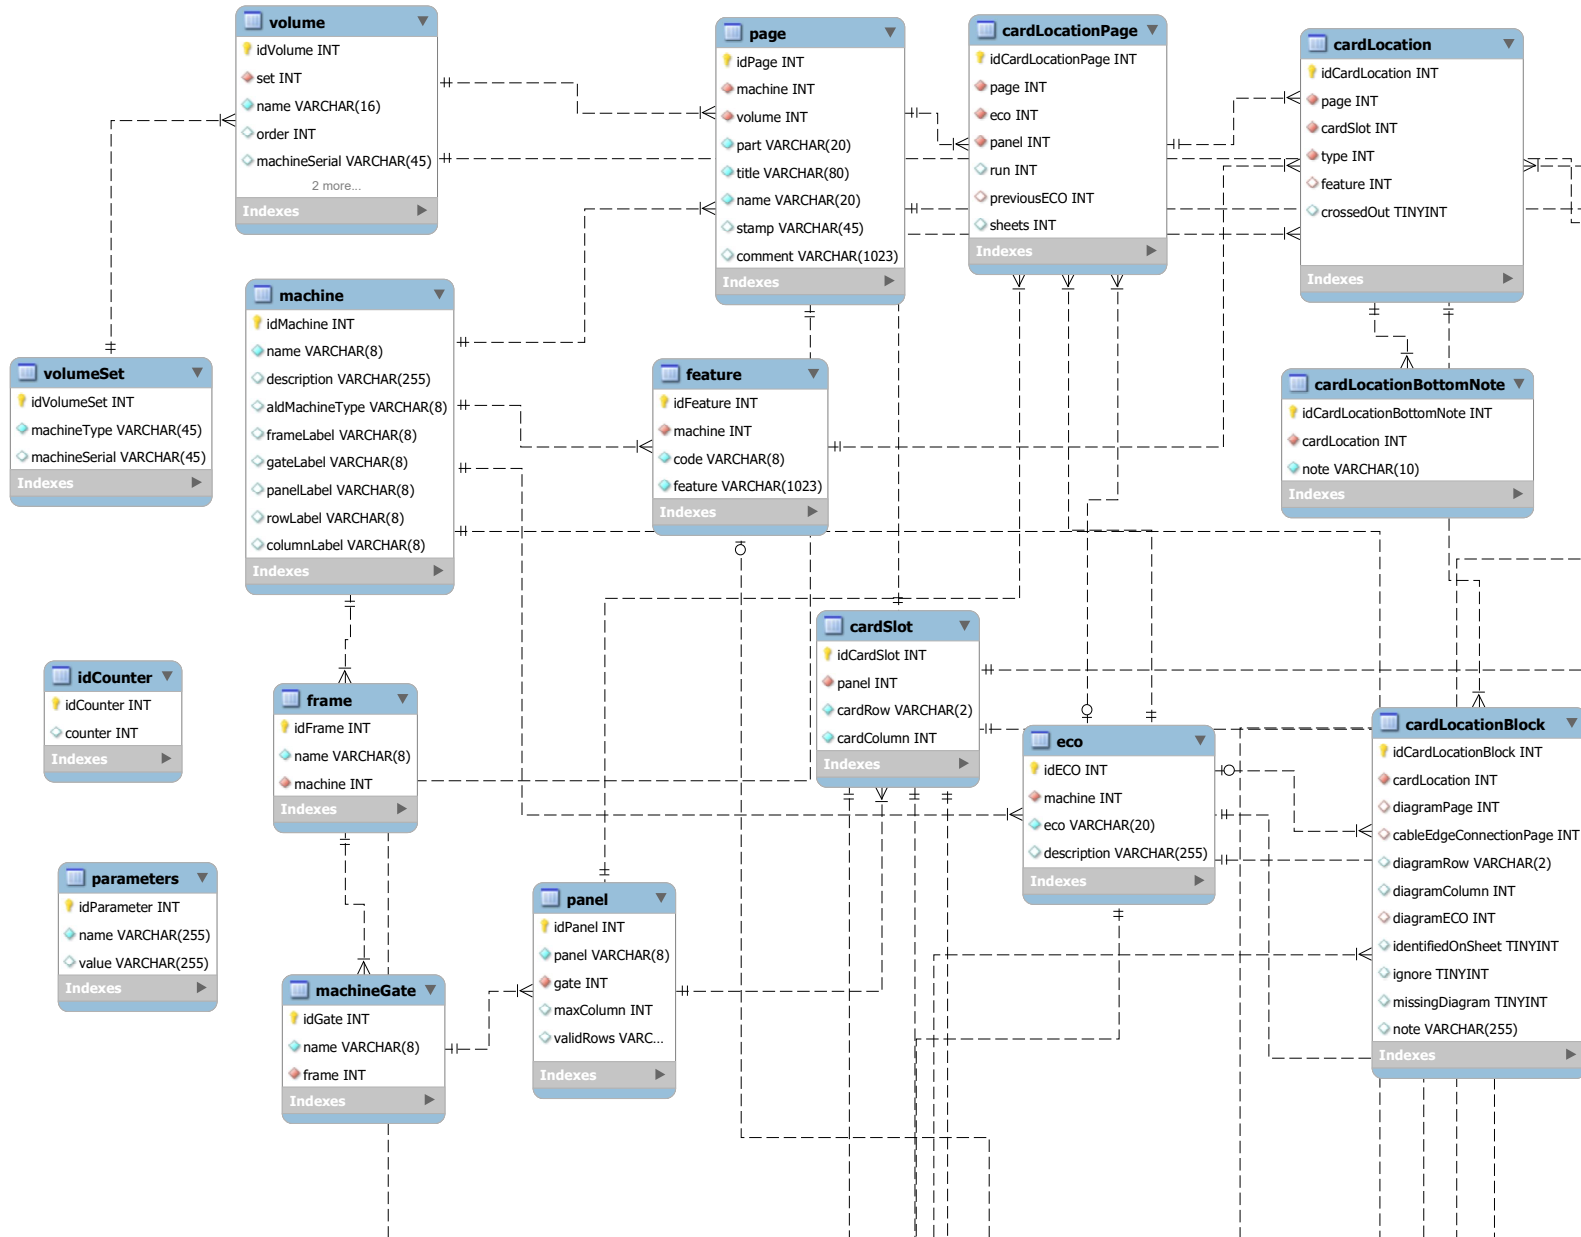 volume
idVolume INT
set INT
name VARCHAR(16)
order INT
machineSerial VARCHAR(45)
2 more...
Indexes
page
idPage INT
machine INT
volume INT
part VARCHAR(20)
title VARCHAR(80)
name VARCHAR(20)
stamp VARCHAR(45)
comment VARCHAR(1023)
Indexes
cardLocationPage
idCardLocationPage INT
page INT
eco INT
panel INT
run INT
previousECO INT
sheets INT
Indexes
cardLocation
idCardLocation INT
page INT
cardSlot INT
type INT
feature INT
crossedOut TINYINT
Indexes
volumeSet
idVolumeSet INT
machineType VARCHAR(45)
machineSerial VARCHAR(45)
Indexes
machine
idMachine INT
name VARCHAR(8)
description VARCHAR(255)
aldMachineType VARCHAR(8)
frameLabel VARCHAR(8)
gateLabel VARCHAR(8)
panelLabel VARCHAR(8)
rowLabel VARCHAR(8)
columnLabel VARCHAR(8)
Indexes
feature
idFeature INT
machine INT
code VARCHAR(8)
feature VARCHAR(1023)
Indexes
cardLocationBottomNote
idCardLocationBottomNote INT
cardLocation INT
note VARCHAR(10)
Indexes
idCounter
idCounter INT
counter INT
Indexes
frame
idFrame INT
name VARCHAR(8)
machine INT
Indexes
cardSlot
idCardSlot INT
panel INT
cardRow VARCHAR(2)
cardColumn INT
Indexes
eco
idECO INT
machine INT
eco VARCHAR(20)
description VARCHAR(255)
Indexes
cardLocationBlock
idCardLocationBlock INT
cardLocation INT
diagramPage INT
cableEdgeConnectionPage INT
diagramRow VARCHAR(2)
diagramColumn INT
diagramECO INT
identifiedOnSheet TINYINT
ignore TINYINT
missingDiagram TINYINT
note VARCHAR(255)
Indexes
parameters
idParameter INT
name VARCHAR(255)
value VARCHAR(255)
Indexes
machineGate
idGate INT
name VARCHAR(8)
frame INT
Indexes
panel
idPanel INT
panel VARCHAR(8)
gate INT
maxColumn INT
validRows VARC...
Indexes